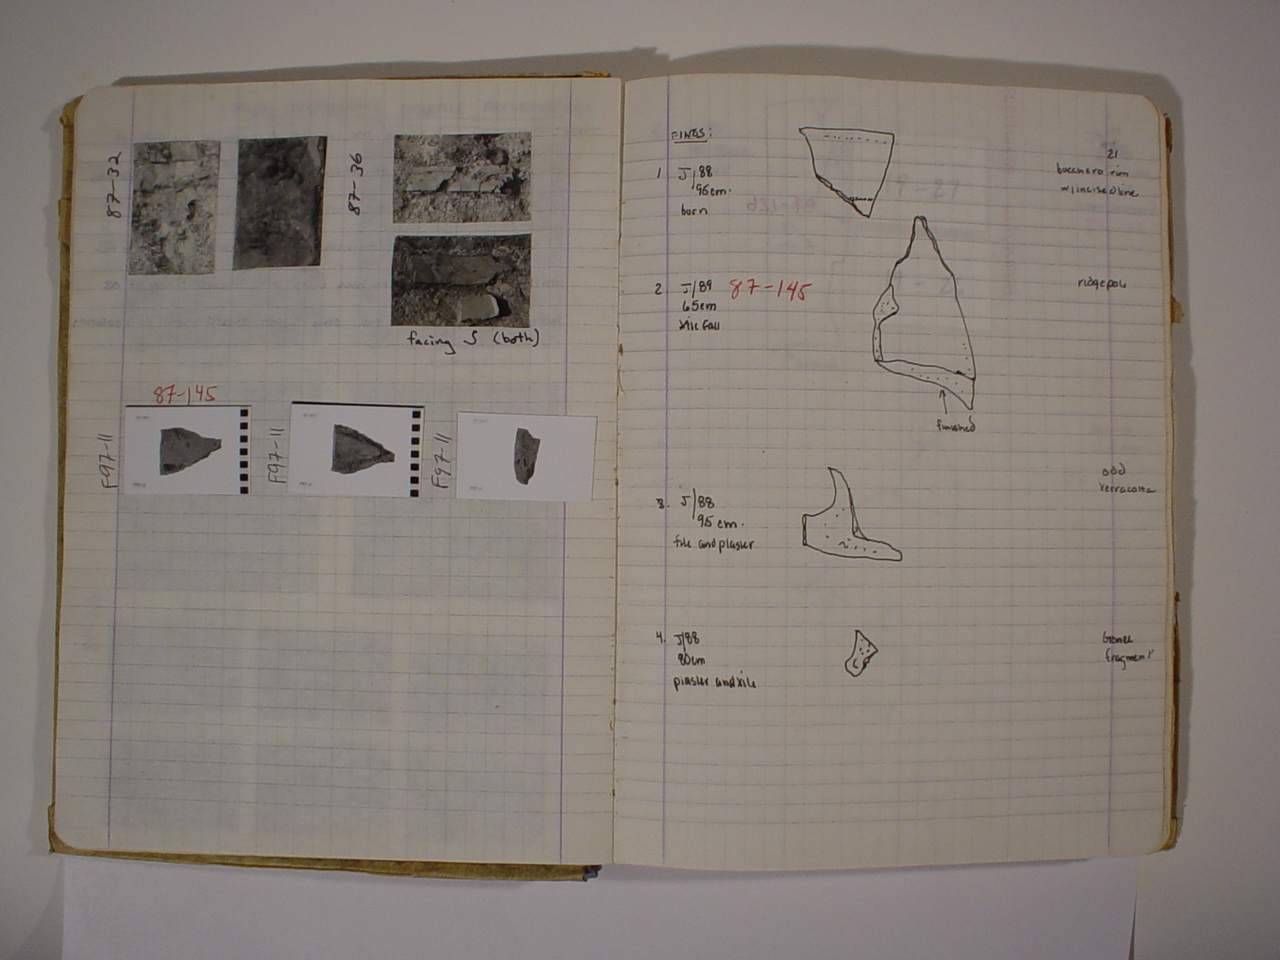 87-32
87-36
facing S (both)
87-145
F97-11
F97-11
F97-11
21
FINDS:
1 J/88
95cm.
burn
bucchero rim
w/incised line
2 J/89 87-145
65cm
tile fall
ridgepole
finished
3. J/88
95cm.
tile and plaster
odd
terracotta
4. J/88
80cm
plaster and tile
bronze
fragment